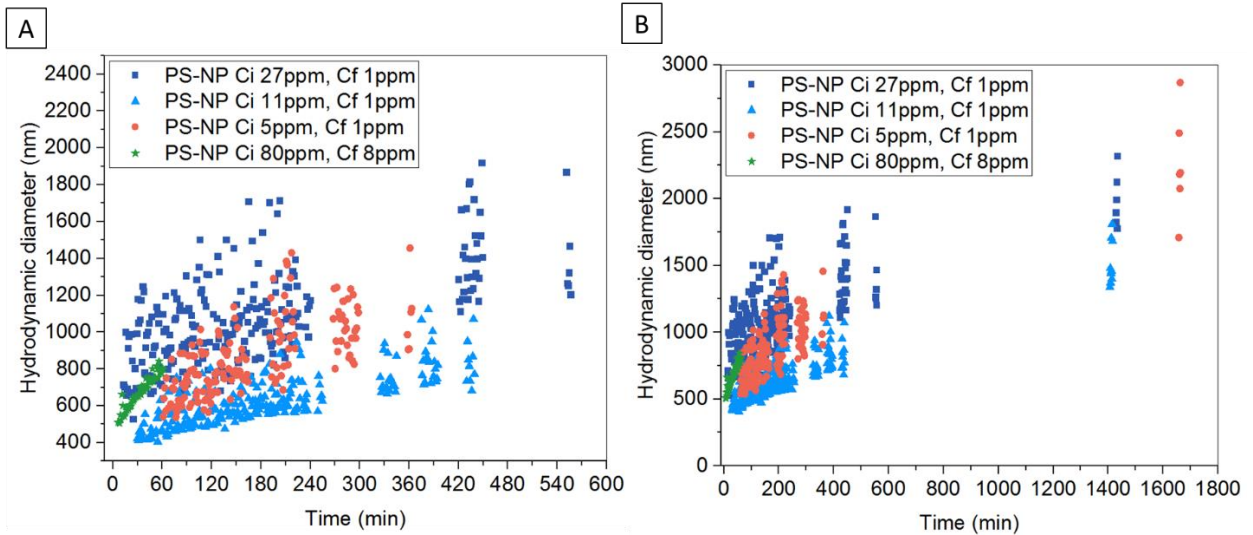 A
Hydrodynamic diameter (nm)
2400
2200
2000
1800
1600
1400
1200
1000
800
600
400
PS-NP Ci 27ppm, Cf 1ppm
PS-NP Ci 11ppm, Cf 1ppm
PS-NP Ci 5ppm, Cf 1ppm
PS-NP Ci 80ppm, Cf 8ppm
0 60 120 180 240 300 360 420 480 540 600
Time (min)
B
Hydrodynamic diameter (nm)
3000
2500
2000
1500
1000
500
0
PS-NP Ci 27ppm, Cf 1ppm
PS-NP Ci 11ppm, Cf 1ppm
PS-NP Ci 5ppm, Cf 1ppm
PS-NP Ci 80ppm, Cf 8ppm
0 200 400 600 800 1000 1200 1400 1600 1800
Time (min)